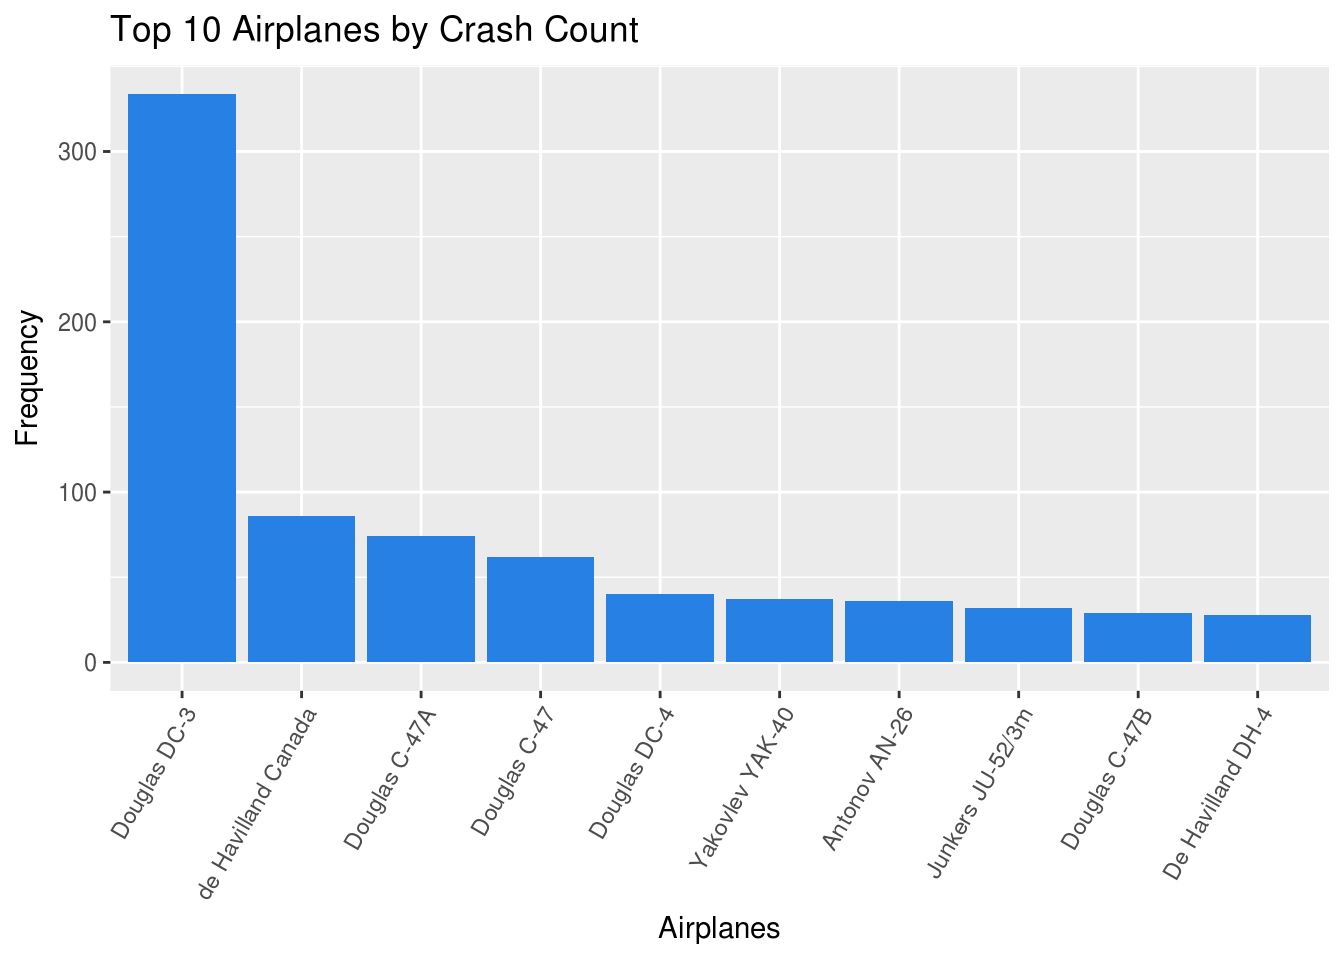 Top 10 Airplanes by Crash Count
Frequency
300
200
100
0
Douglas DC-3
de Havilland Canada
Douglas C-47A
Douglas C-47
Douglas DC-4
Yakovlev YAK-40
Antonov AN-26
Junkers JU-52/3m
Douglas C-47B
De Havilland DH-4
Airplanes